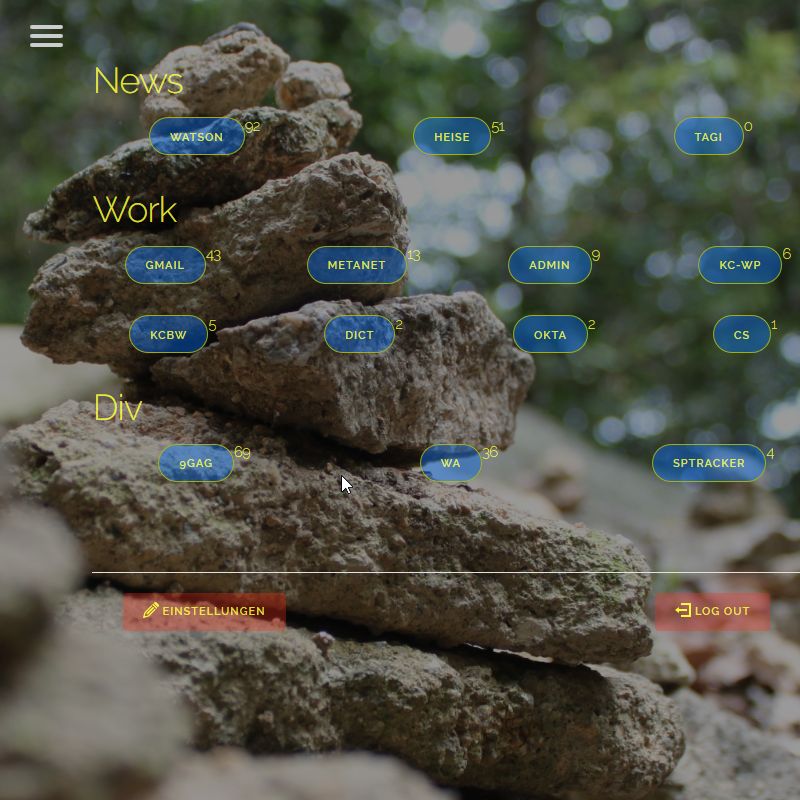 News
WATSON 92 HEISE 51 TAGI 0
Work
GMAIL 43 METANET 13 ADMIN 9 KC-WP 6
KCBW 5 DICT 2 OKTA 2 CS 1
Div
9GAG 69 WA 36 SPTRACKER 4
EINSTELLUNGEN LOG OUT